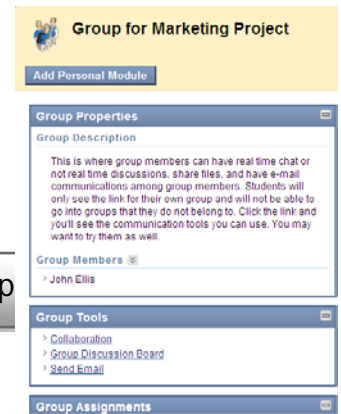 Group for Marketing Project
Add Personal Module
Group Properties
Group Description
This is where group members can have real time chat or
not real time discussions, share files, and have e-mail
communications among group members. Students will
only see the link for their own group and will not be able to
go into groups that they do not belong to. Click the link and
you'll see the communication tools you can use. You may
want to try them as well.
Group Members
> John Ellis
p
Group Tools
> Collaboration
> Group Discussion Board
> Send Email
Group Assignments